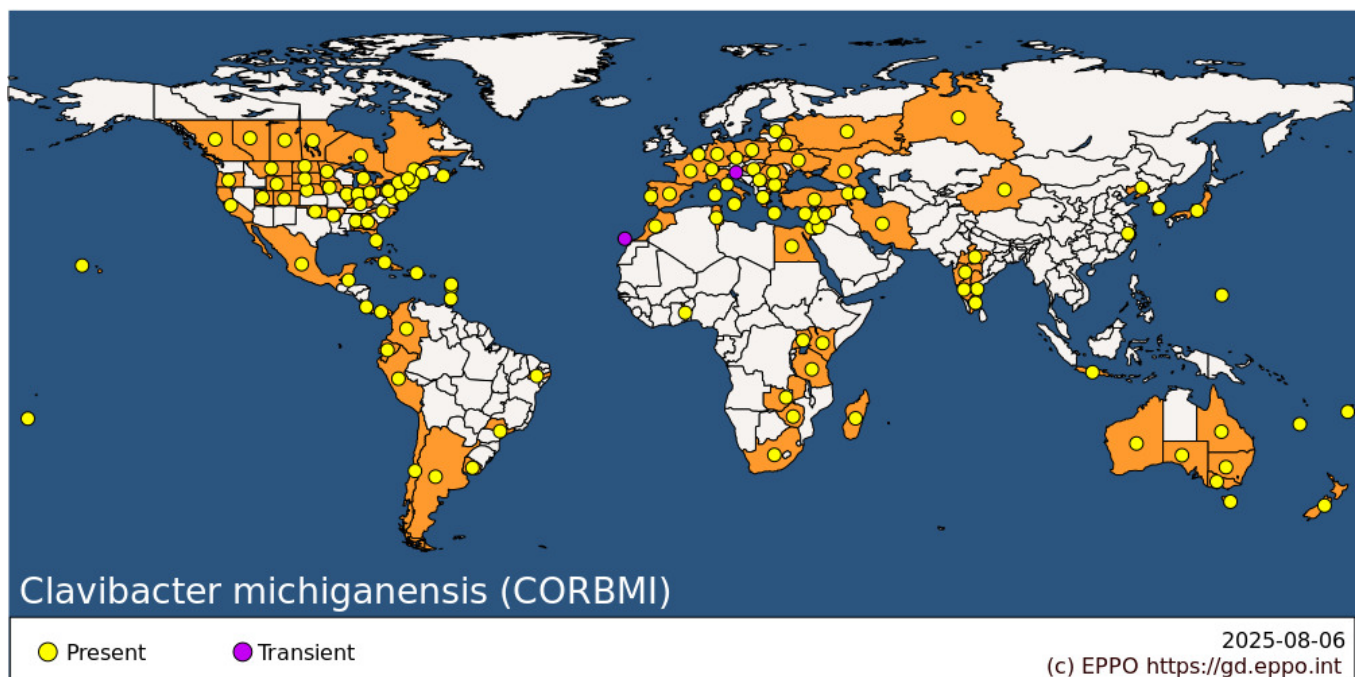 Clavibacter michiganensis (CORBMI)
Present
Transient
2025-08-06
(c) EPPO https://gd.eppo.int